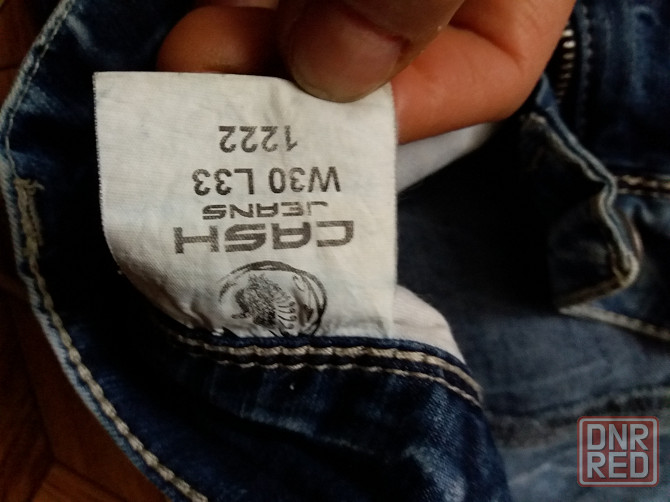 CASH
JEANS
W30 L33
1222
DNR
RED